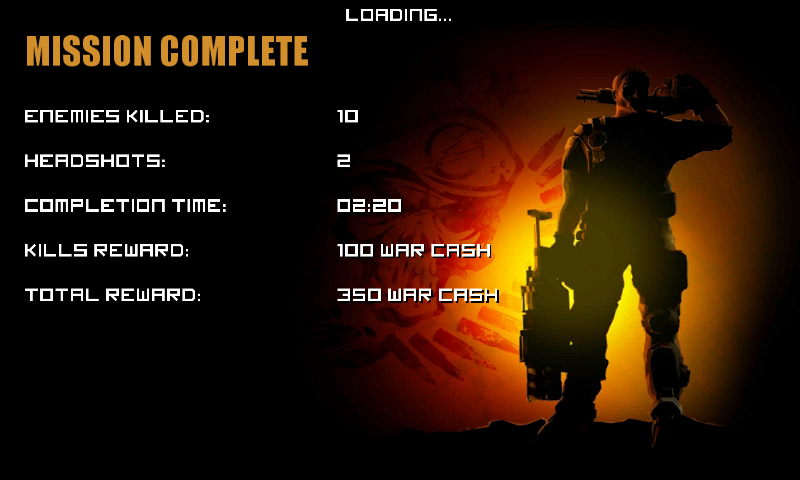 LOADING...
MISSION COMPLETE
ENEMIES KILLED: 10
HEADSHOTS: 2
COMPLETION TIME: 02:20
KILLS REWARD: 100 WAR CASH
TOTAL REWARD: 350 WAR CASH